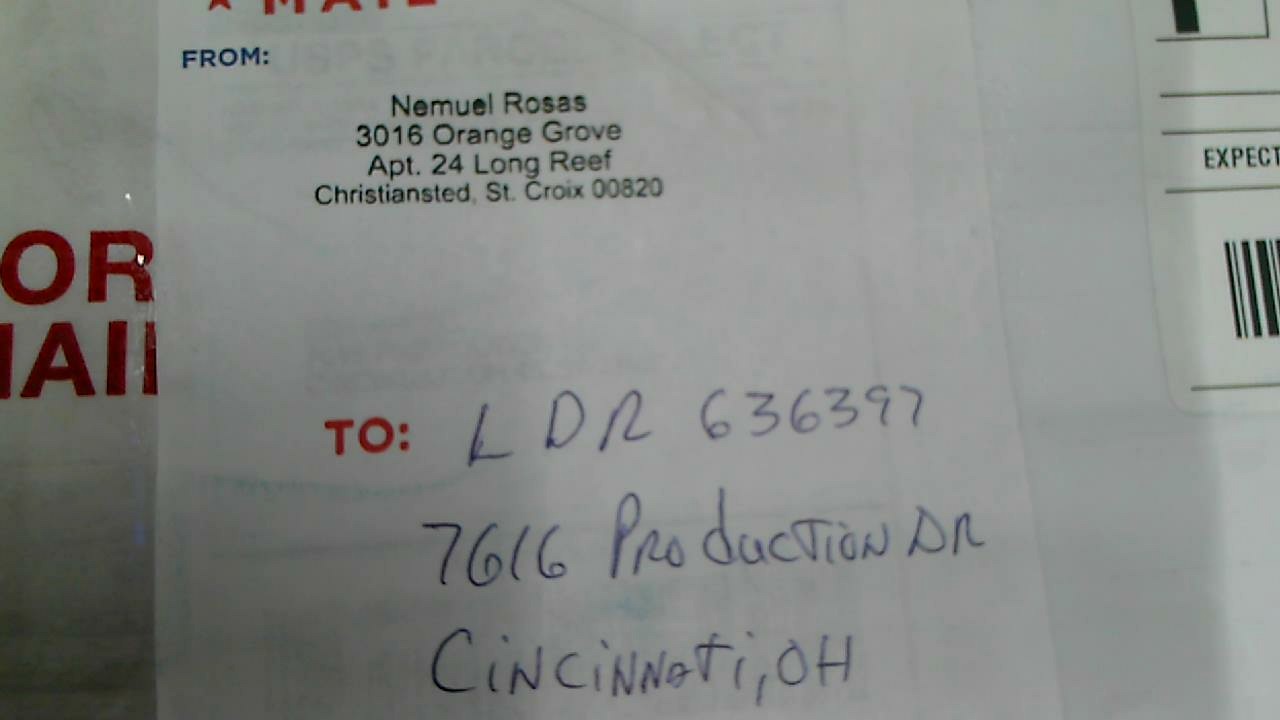 MAIL
FROM:
Nemuel Rosas
3016 Orange Grove
Apt. 24 Long Reef
Christiansted, St. Croix 00820
OR
MAIL
EXPECT
TO: LDR 636397
7616 Production DR
Cincinnati, OH